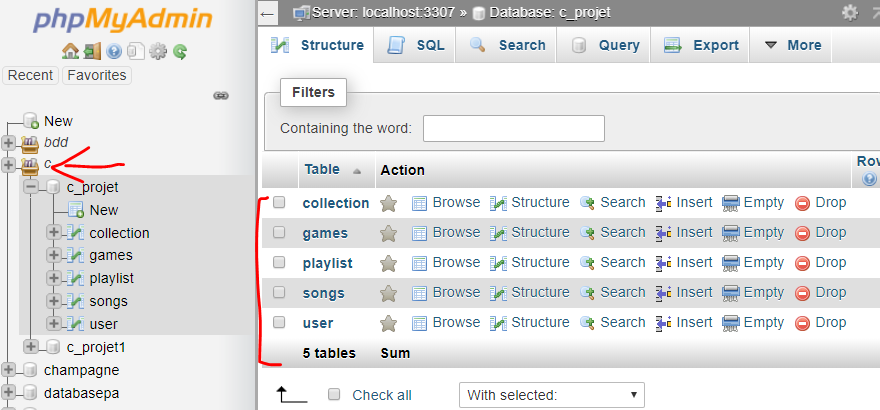 phpMyAdmin
Recent Favorites
New
bdd
c
c_projet
New
collection
games
playlist
songs
user
c_projet1
champagne
databasepa
Server: localhost:3307 » Database: c_projet
Structure SQL Search Query Export More
Filters
Containing the word:
Table Action Rov
collection Browse Structure Search Insert Empty Drop
games Browse Structure Search Insert Empty Drop
playlist Browse Structure Search Insert Empty Drop
songs Browse Structure Search Insert Empty Drop
user Browse Structure Search Insert Empty Drop
5 tables Sum
Check all With selected: